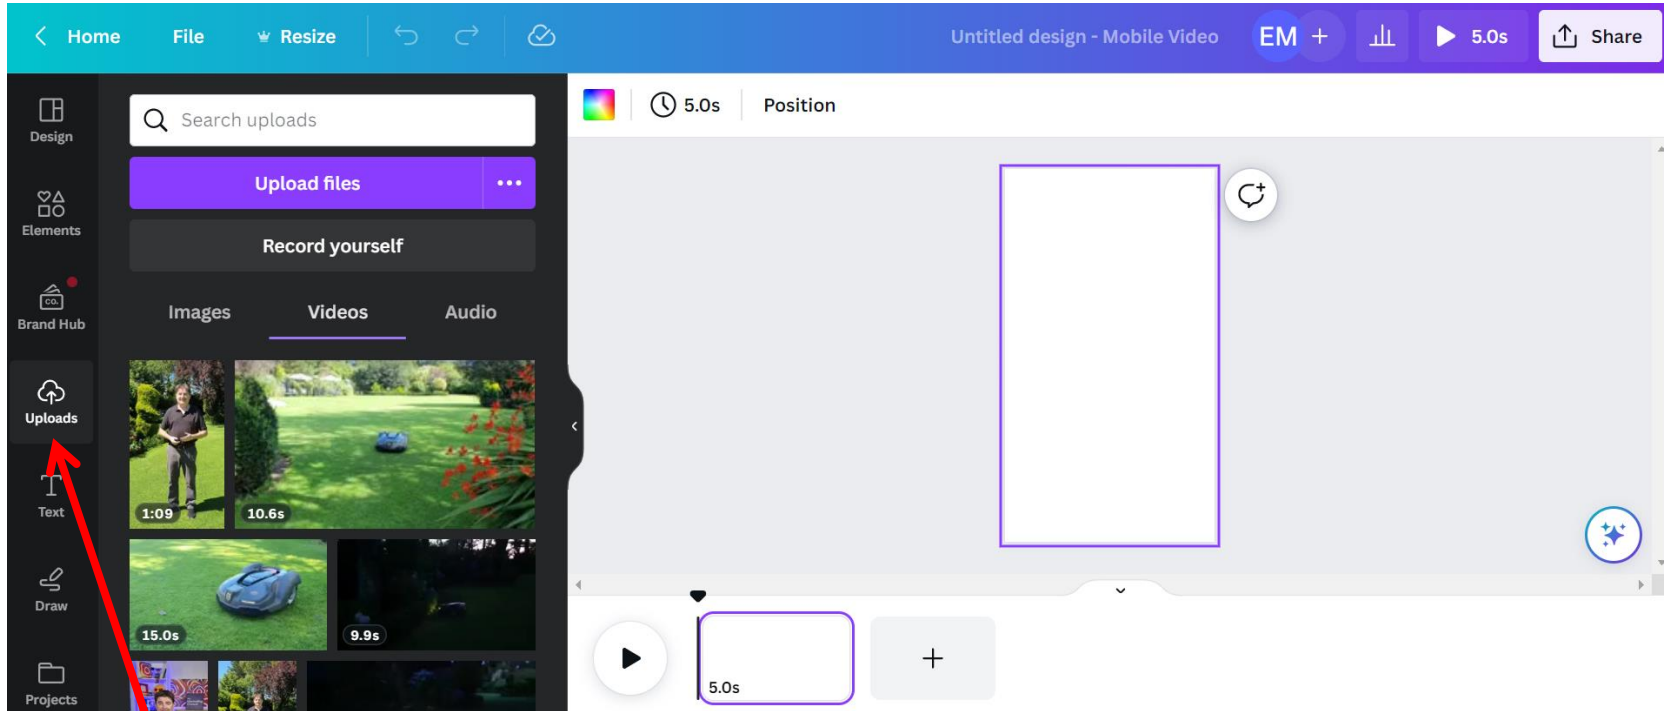 Home
File
Resize
Untitled design - Mobile Video
EM
+
5.0s
Share
Design
Elements
CO.
Brand Hub
Uploads
Text
Draw
Projects
Search uploads
Upload files
Record yourself
Images
Videos
Audio
1:09
10.6s
15.0s
9.9s
5.0s
Position
5.0s
+